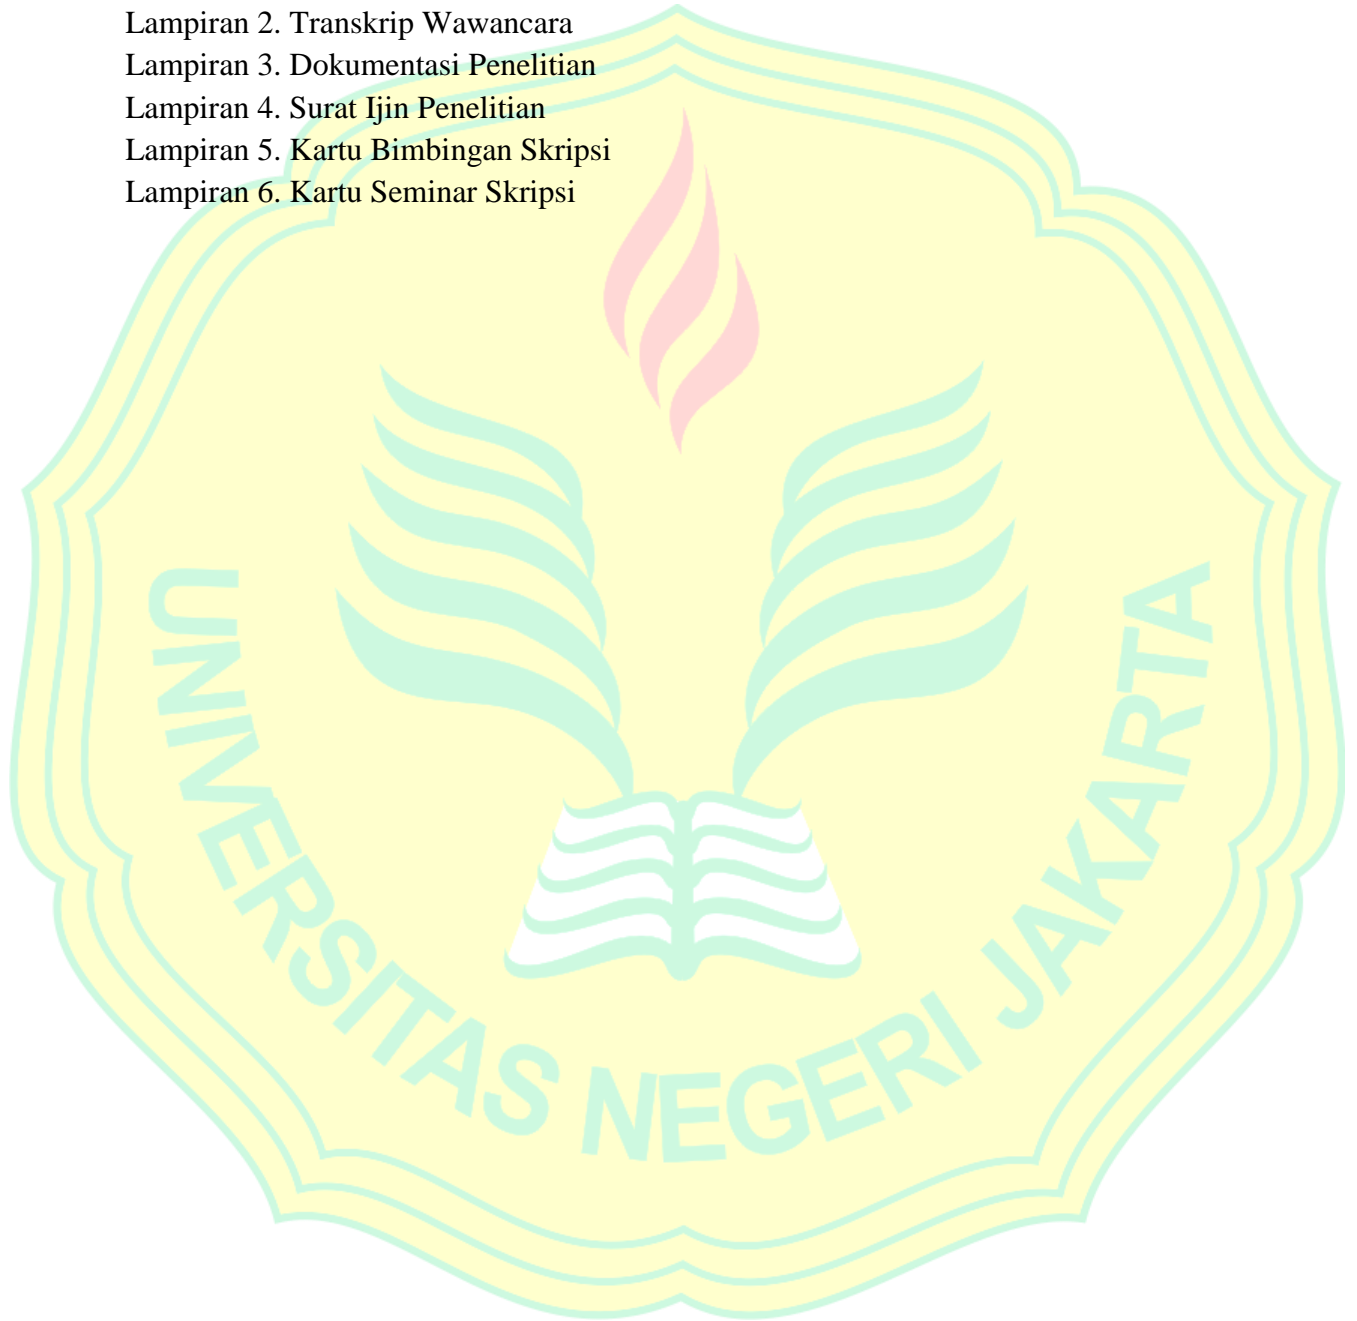 Lampiran 2. Transkrip Wawancara
Lampiran 3. Dokumentasi Penelitian
Lampiran 4. Surat Ijin Penelitian
Lampiran 5. Kartu Bimbingan Skripsi
Lampiran 6. Kartu Seminar Skripsi
UNIVERSITAS NEGERI JAKARTA